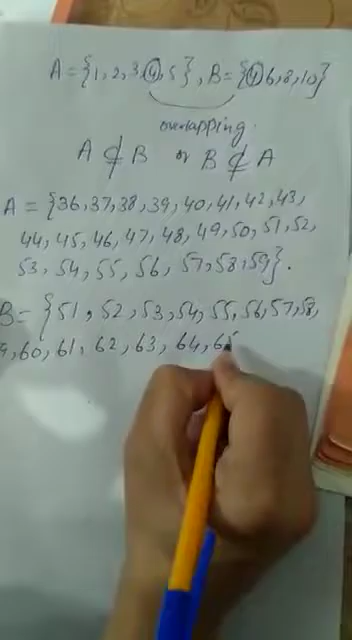 A = {1, 2, 3, 4, 5}, B = {4, 6, 8, 10}
overlapping.
A ⊄ B or B ⊄ A
A = {36, 37, 38, 39, 40, 41, 42, 43,
44, 45, 46, 47, 48, 49, 50, 51, 52,
53, 54, 55, 56, 57, 58, 59}.
B = {51, 52, 53, 54, 55, 56, 57, 58,
9, 60, 61, 62, 63, 64, 65